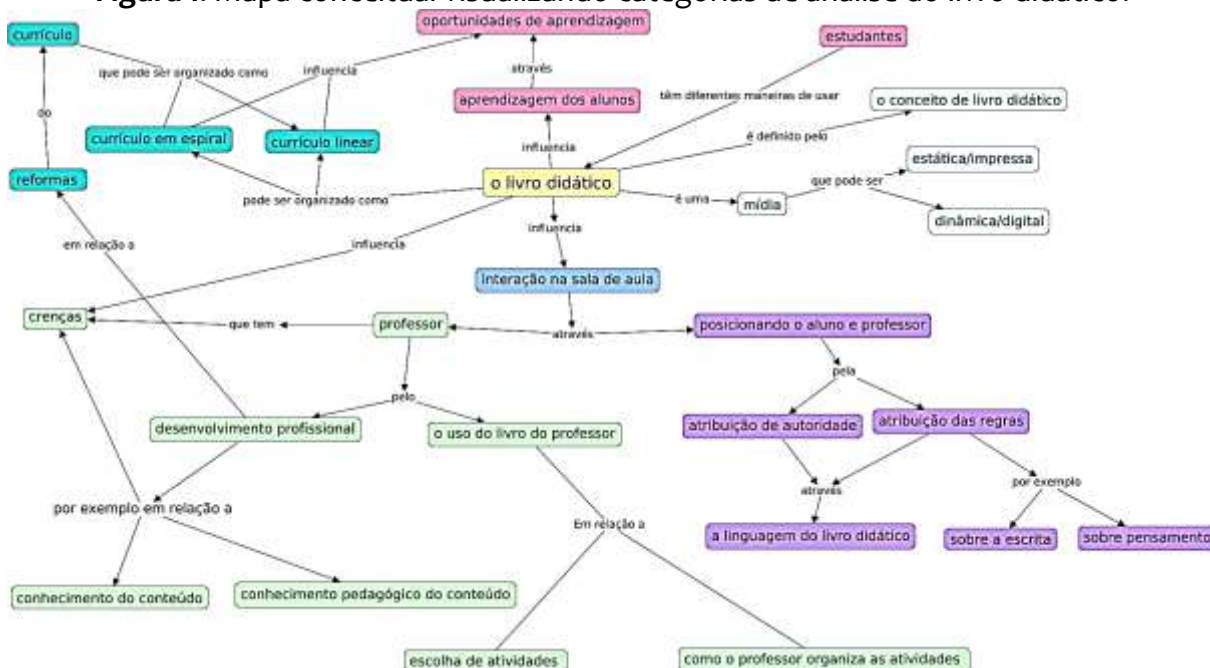 Figura 1. Mapa conceitual visualizando categorias de análise do livro didático.
currículo
oportunidades de aprendizagem
estudantes
que pode ser organizado como
influencia
através
têm diferentes maneiras de usar
aprendizagem dos alunos
o conceito de livro didático
do
currículo em espiral
currículo linear
influencia
é definido pelo
estática/impressa
reformas
o livro didático
que pode ser
pode ser organizado como
é uma
mídia
dinâmica/digital
em relação a
influencia
influencia
Interação na sala de aula
crenças
que tem
professor
através
posicionando o aluno e professor
pela
pelo
desenvolvimento profissional
o uso do livro do professor
atribuição de autoridade
atribuição das regras
por exemplo em relação a
Em relação a
através
por exemplo
a linguagem do livro didático
sobre a escrita
sobre pensamento
conhecimento do conteúdo
conhecimento pedagógico do conteúdo
escolha de atividades
como o professor organiza as atividades